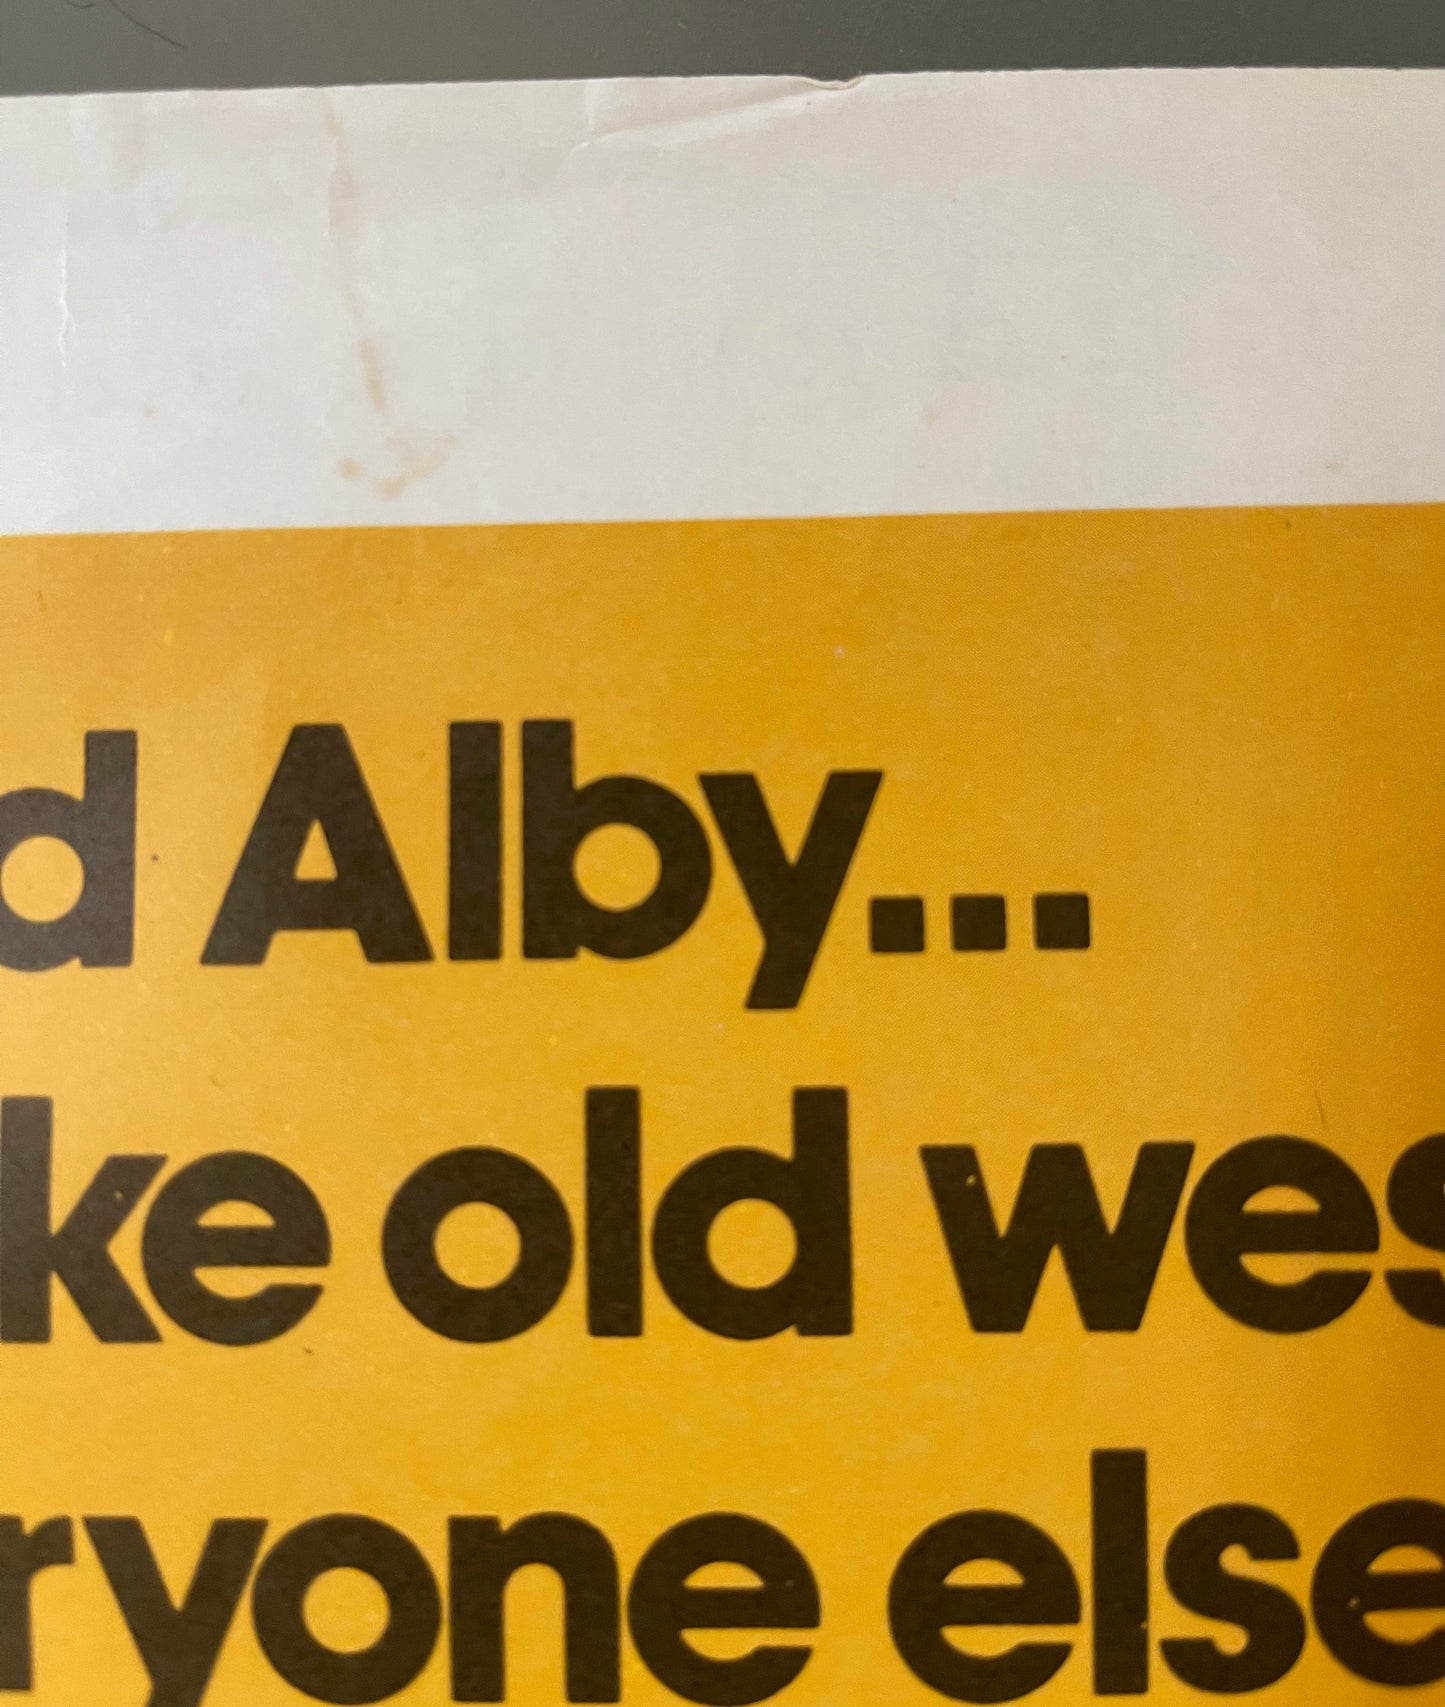 d Alby...
ke old wes
ryone else